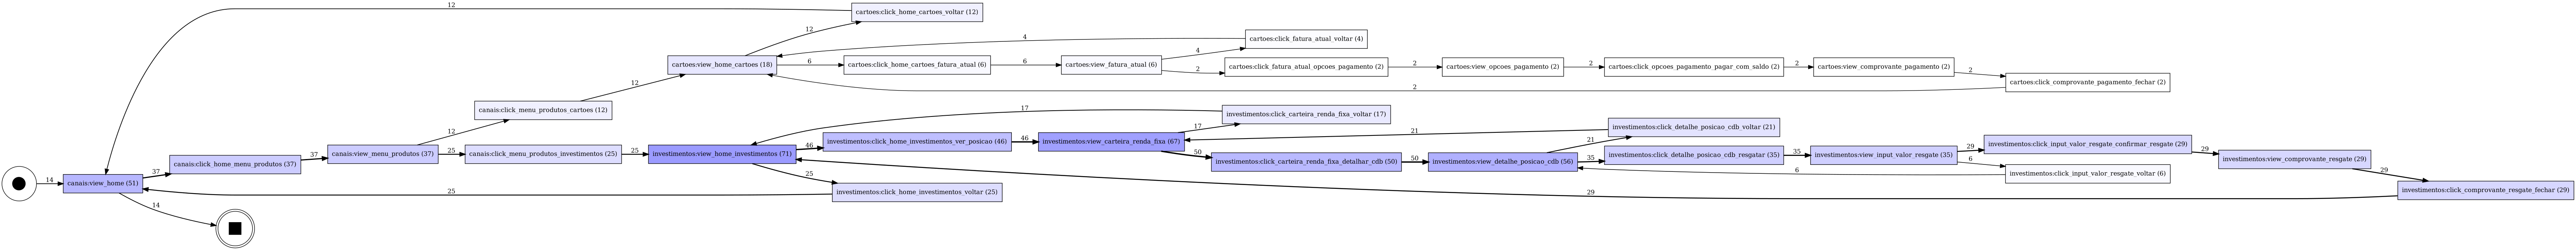 12
cartoes:click_home_cartoes_voltar (12)
12
4
cartoes:click_fatura_atual_voltar (4)
cartoes:view_home_cartoes (18)
6
cartoes:click_home_cartoes_fatura_atual (6)
6
cartoes:view_fatura_atual (6)
4
2
cartoes:click_fatura_atual_opcoes_pagamento (2)
2
cartoes:view_opcoes_pagamento (2)
2
cartoes:click_opcoes_pagamento_pagar_com_saldo (2)
2
cartoes:view_comprovante_pagamento (2)
2
cartoes:click_comprovante_pagamento_fechar (2)
2
12
canais:click_menu_produtos_cartoes (12)
12
17
investimentos:click_carteira_renda_fixa_voltar (17)
17
21
investimentos:click_detalhe_posicao_cdb_voltar (21)
21
14
canais:view_home (51)
37
canais:click_home_menu_produtos (37)
37
canais:view_menu_produtos (37)
25
canais:click_menu_produtos_investimentos (25)
25
investimentos:view_home_investimentos (71)
46
investimentos:click_home_investimentos_ver_posicao (46)
46
investimentos:view_carteira_renda_fixa (67)
50
investimentos:click_carteira_renda_fixa_detalhar_cdb (50)
50
investimentos:view_detalhe_posicao_cdb (56)
35
investimentos:click_detalhe_posicao_cdb_resgatar (35)
35
investimentos:view_input_valor_resgate (35)
29
investimentos:click_input_valor_resgate_confirmar_resgate (29)
29
investimentos:view_comprovante_resgate (29)
29
investimentos:click_comprovante_resgate_fechar (29)
6
investimentos:click_input_valor_resgate_voltar (6)
6
29
25
investimentos:click_home_investimentos_voltar (25)
25
14